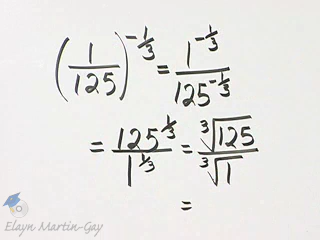 (1/125)^(-1/3) = 1^(-1/3)/125^(-1/3)
= 125^(1/3)/1^(1/3) = ∛125/∛1
=
Elayn Martin-Gay